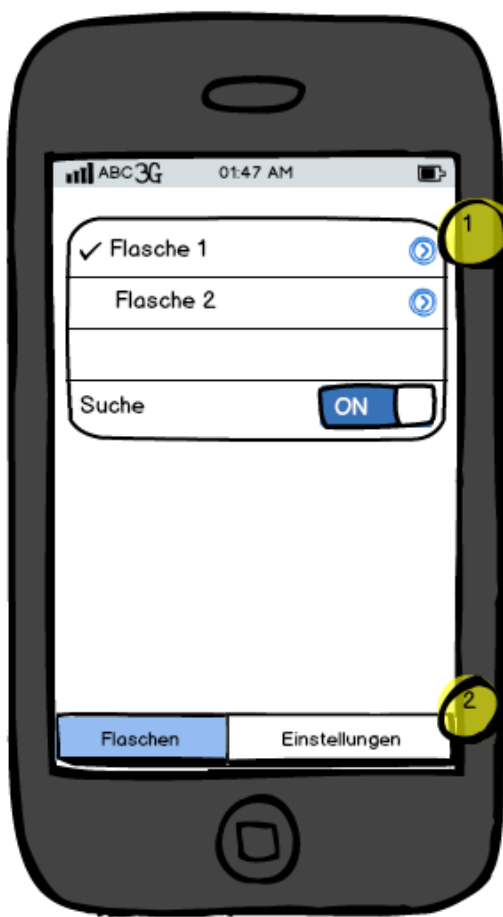 ABC 3G 01:47 AM
1
Flasche 1
Flasche 2
Suche ON
2
Flaschen Einstellungen